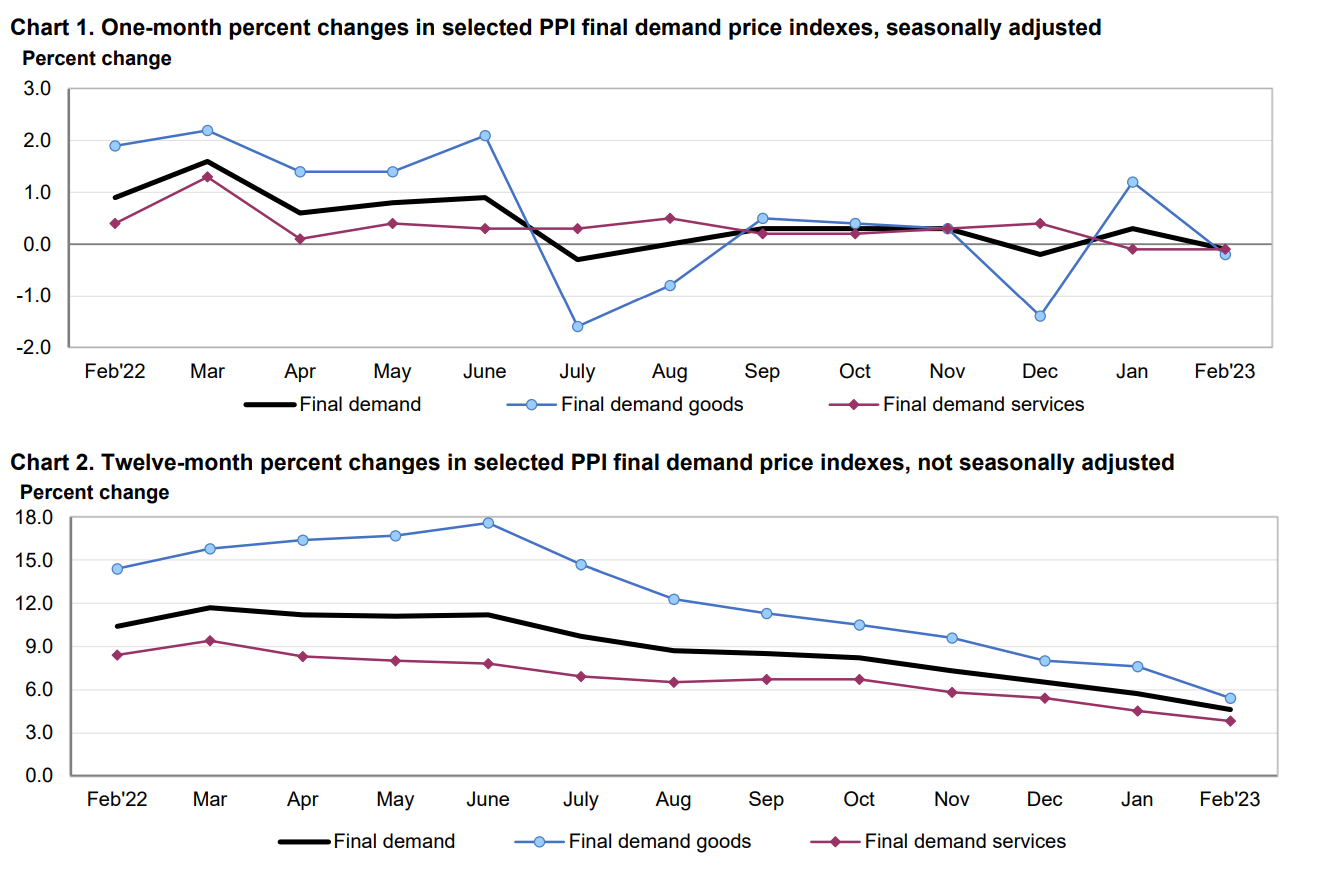 Chart 1. One-month percent changes in selected PPI final demand price indexes, seasonally adjusted
Percent change
3.0
2.0
1.0
0.0
-1.0
-2.0
Feb'22 Mar Apr May June July Aug Sep Oct Nov Dec Jan Feb'23
Final demand Final demand goods Final demand services
Chart 2. Twelve-month percent changes in selected PPI final demand price indexes, not seasonally adjusted
Percent change
18.0
15.0
12.0
9.0
6.0
3.0
0.0
Feb'22 Mar Apr May June July Aug Sep Oct Nov Dec Jan Feb'23
Final demand Final demand goods Final demand services